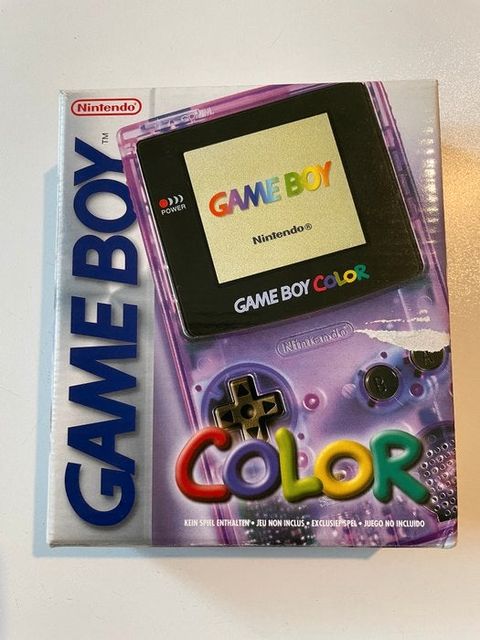 Nintendo
GAME BOY
TM
POWER
GAME BOY
Nintendo®
GAME BOY COLOR
Nintendo
B
COLOR
KEIN SPIEL ENTHALTEN • JEU NON INCLUS • EXCLUSIEF SPEL • JUEGO NO INCLUIDO